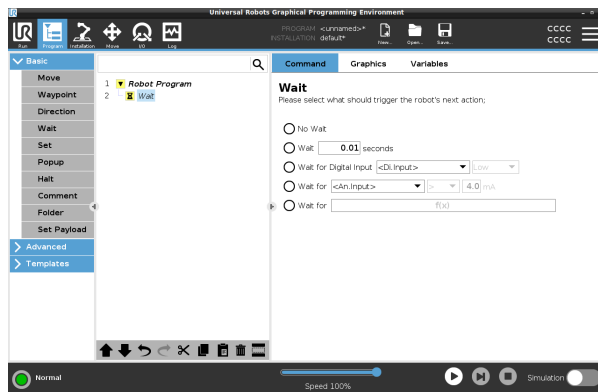 Universal Robots Graphical Programming Environment
UR
Run
Program
Installation
Move
I/O
Log
PROGRAM <unnamed>*
INSTALLATION default*
New...
Open...
Save...
CCCC
CCCC
Basic
Move
Waypoint
Direction
Wait
Set
Popup
Halt
Comment
Folder
Set Payload
Advanced
Templates
1 Robot Program
2 Wait
Command Graphics Variables
Wait
Please select what should trigger the robot's next action;
No Wait
Wait 0.01 seconds
Wait for Digital Input <Di.Input> Low
Wait for <An.Input> > 4.0 mA
Wait for f(x)
Normal
Speed 100%
Simulation